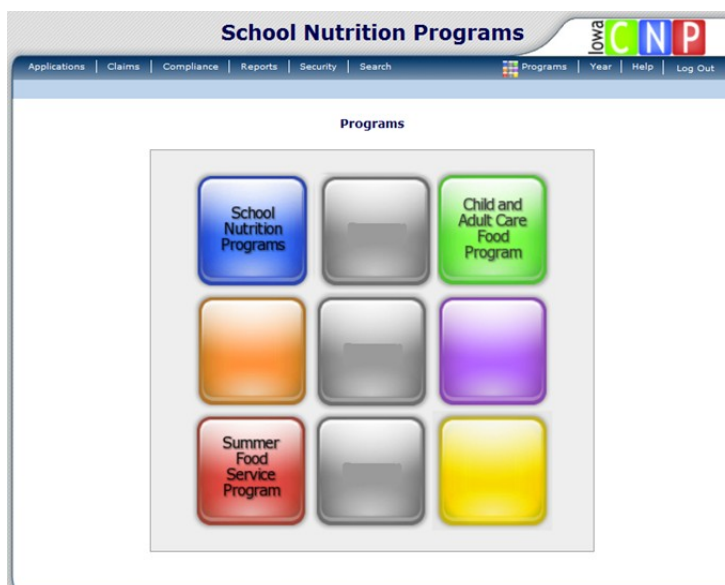 School Nutrition Programs
Iowa CNP
Applications | Claims | Compliance | Reports | Security | Search Programs | Year | Help | Log Out
Programs
School
Nutrition
Programs
Child and
Adult Care
Food
Program
Summer
Food
Service
Program